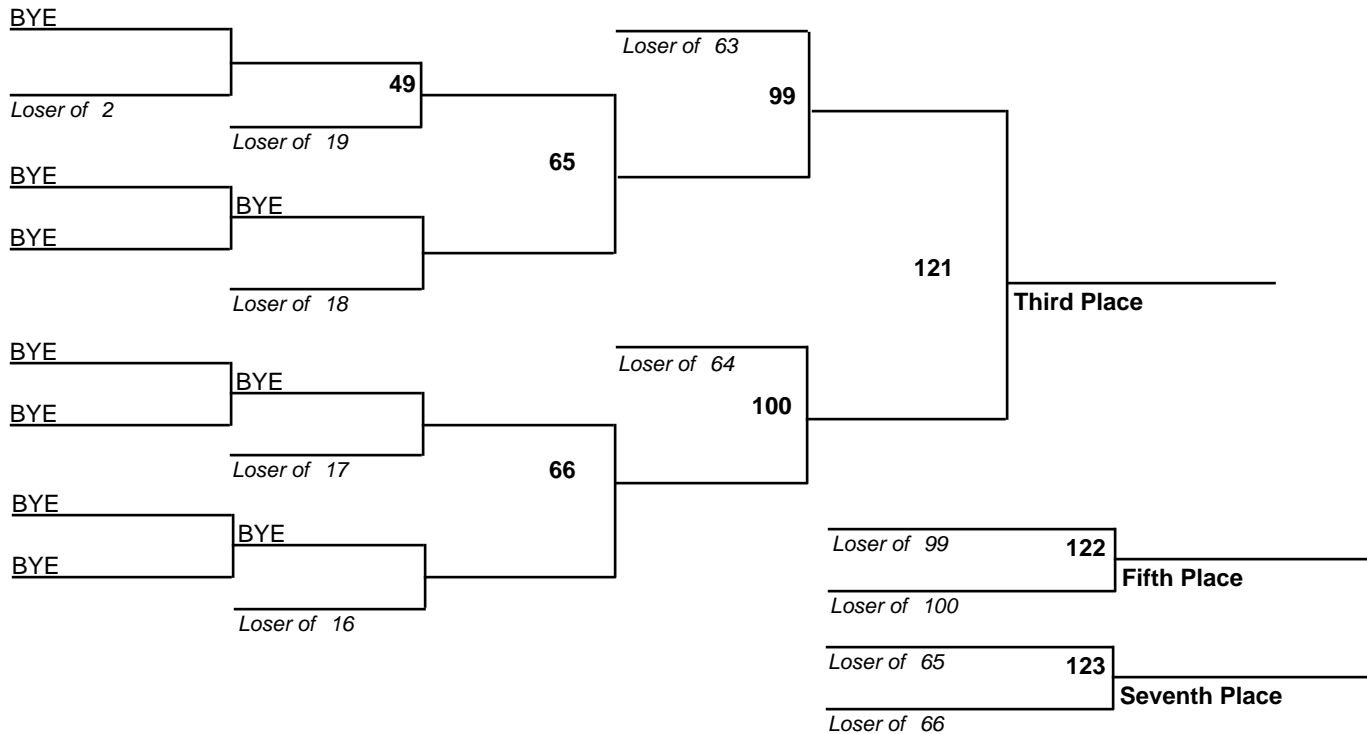 BYE
Loser of 63
49
99
Loser of 2
Loser of 19
65
BYE
BYE
BYE
121
Loser of 18
Third Place
BYE
Loser of 64
BYE
100
BYE
Loser of 17
66
BYE
BYE
Loser of 99
122
BYE
Fifth Place
Loser of 100
Loser of 16
Loser of 65
123
Seventh Place
Loser of 66